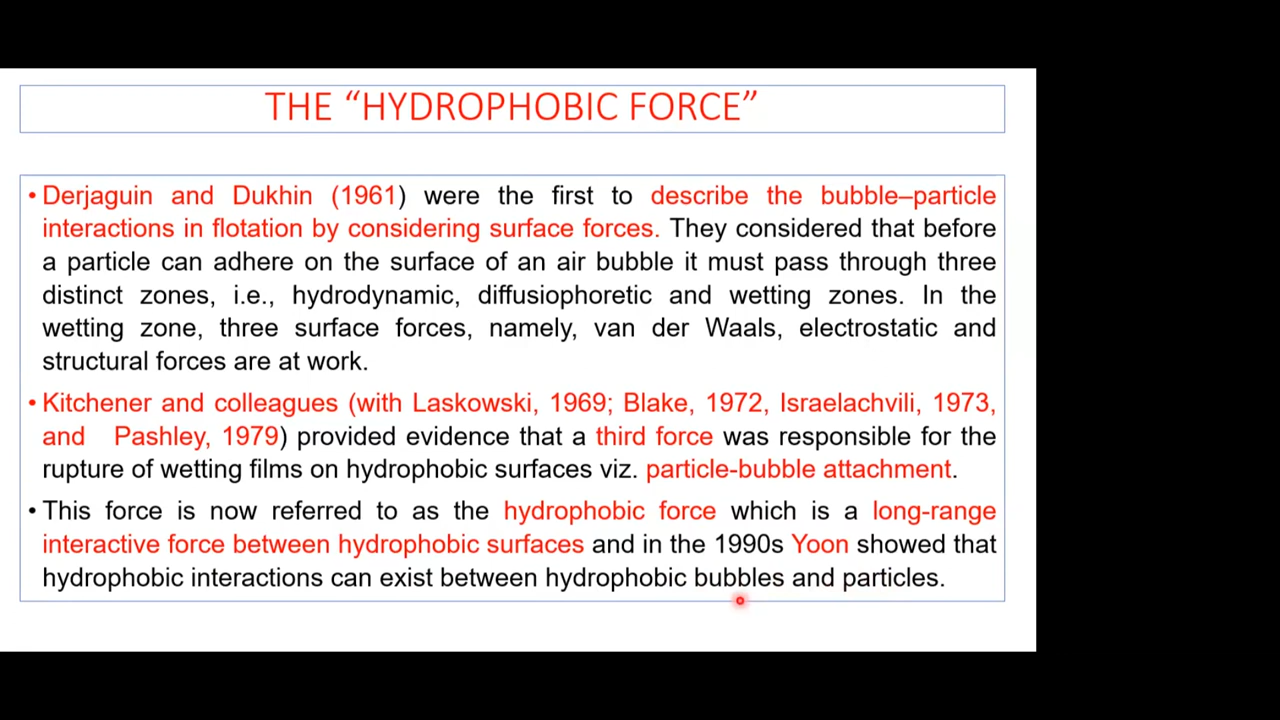 THE “HYDROPHOBIC FORCE”
• Derjaguin and Dukhin (1961) were the first to describe the bubble–particle
interactions in flotation by considering surface forces. They considered that before
a particle can adhere on the surface of an air bubble it must pass through three
distinct zones, i.e., hydrodynamic, diffusiophoretic and wetting zones. In the
wetting zone, three surface forces, namely, van der Waals, electrostatic and
structural forces are at work.
• Kitchener and colleagues (with Laskowski, 1969; Blake, 1972, Israelachvili, 1973,
and Pashley, 1979) provided evidence that a third force was responsible for the
rupture of wetting films on hydrophobic surfaces viz. particle-bubble attachment.
• This force is now referred to as the hydrophobic force which is a long-range
interactive force between hydrophobic surfaces and in the 1990s Yoon showed that
hydrophobic interactions can exist between hydrophobic bubbles and particles.